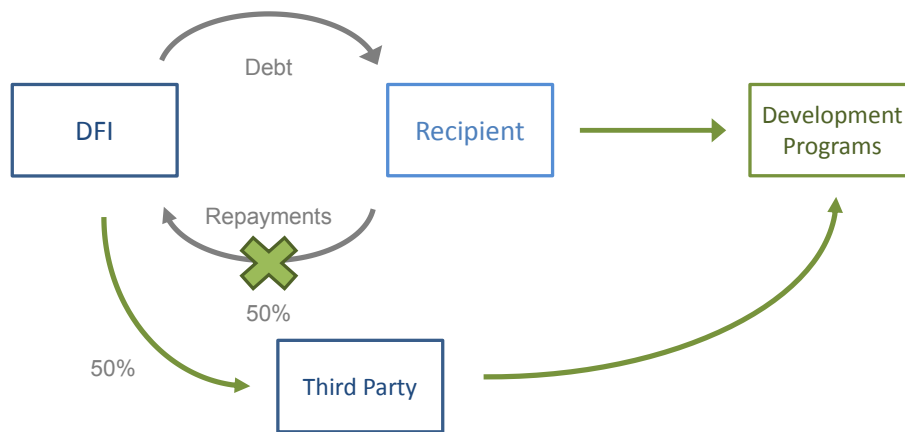 Debt
DFI
Recipient
Development
Programs
Repayments
50%
50%
Third Party